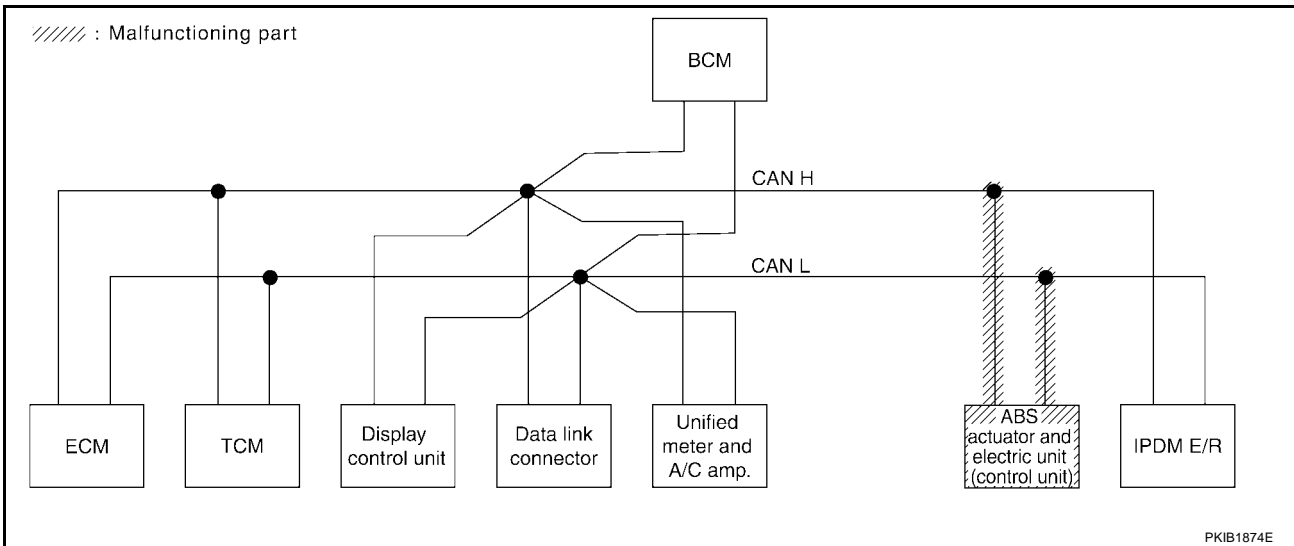 : Malfunctioning part
BCM
CAN H
CAN L
ECM
TCM
Display
control unit
Data link
connector
Unified
meter and
A/C amp.
ABS
actuator and
electric unit
(control unit)
IPDM E/R
PKIB1874E